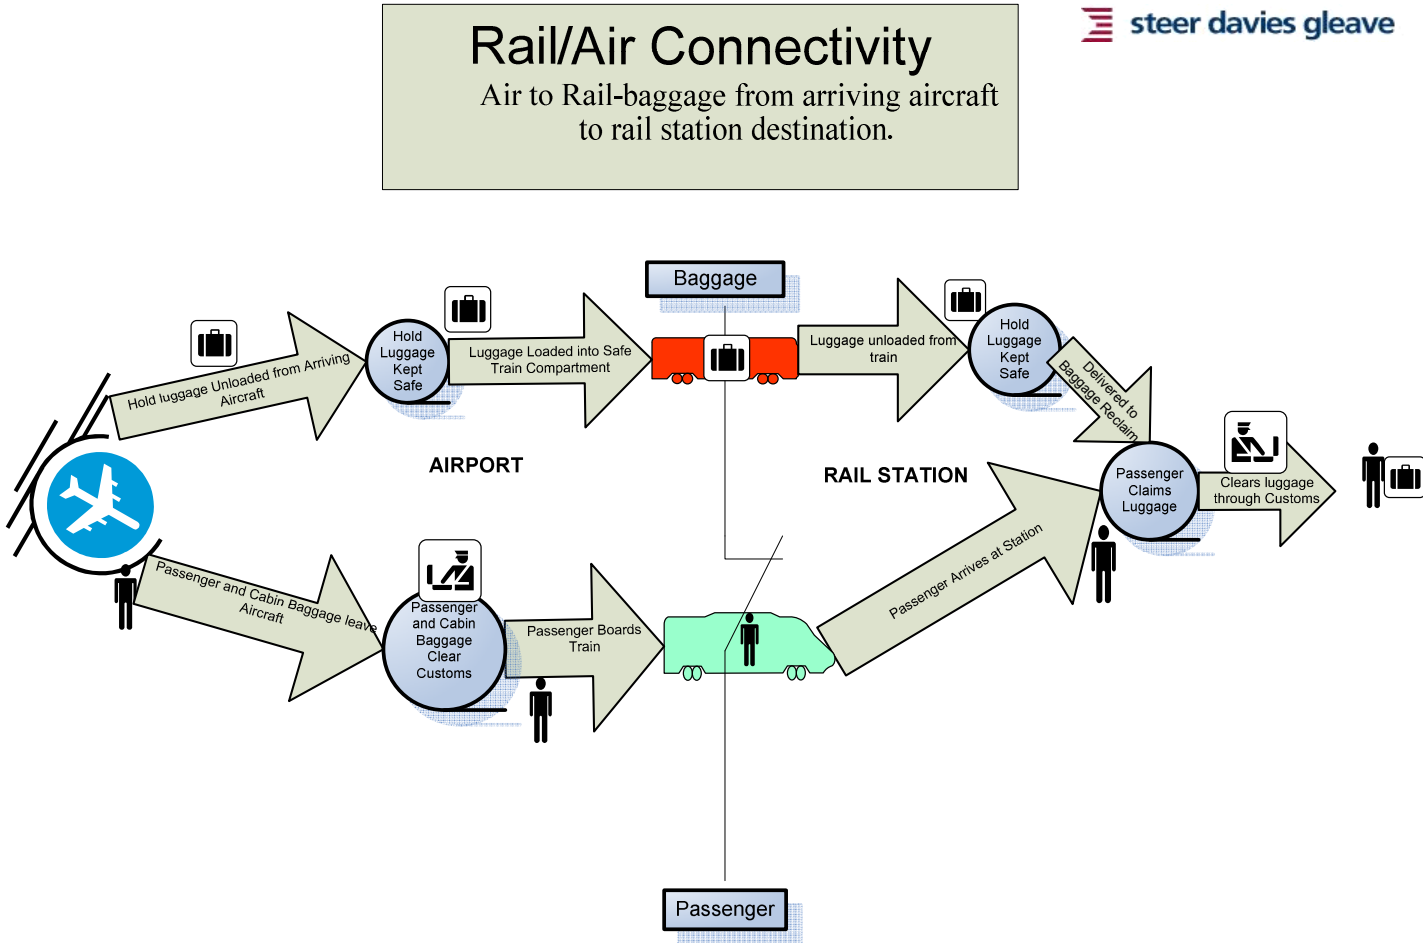 steer davies gleave
Rail/Air Connectivity
Air to Rail-baggage from arriving aircraft
to rail station destination.
Baggage
Hold luggage Unloaded from Arriving
Aircraft
Hold
Luggage
Kept
Safe
Luggage Loaded into Safe
Train Compartment
Luggage unloaded from
train
Hold
Luggage
Kept
Safe
Delivered to
Baggage Reclaim
AIRPORT
RAIL STATION
Passenger
Claims
Luggage
Clears luggage
through Customs
Passenger and Cabin Baggage leave
Aircraft
Passenger
and Cabin
Baggage
Clear
Customs
Passenger Boards
Train
Passenger Arrives at Station
Passenger